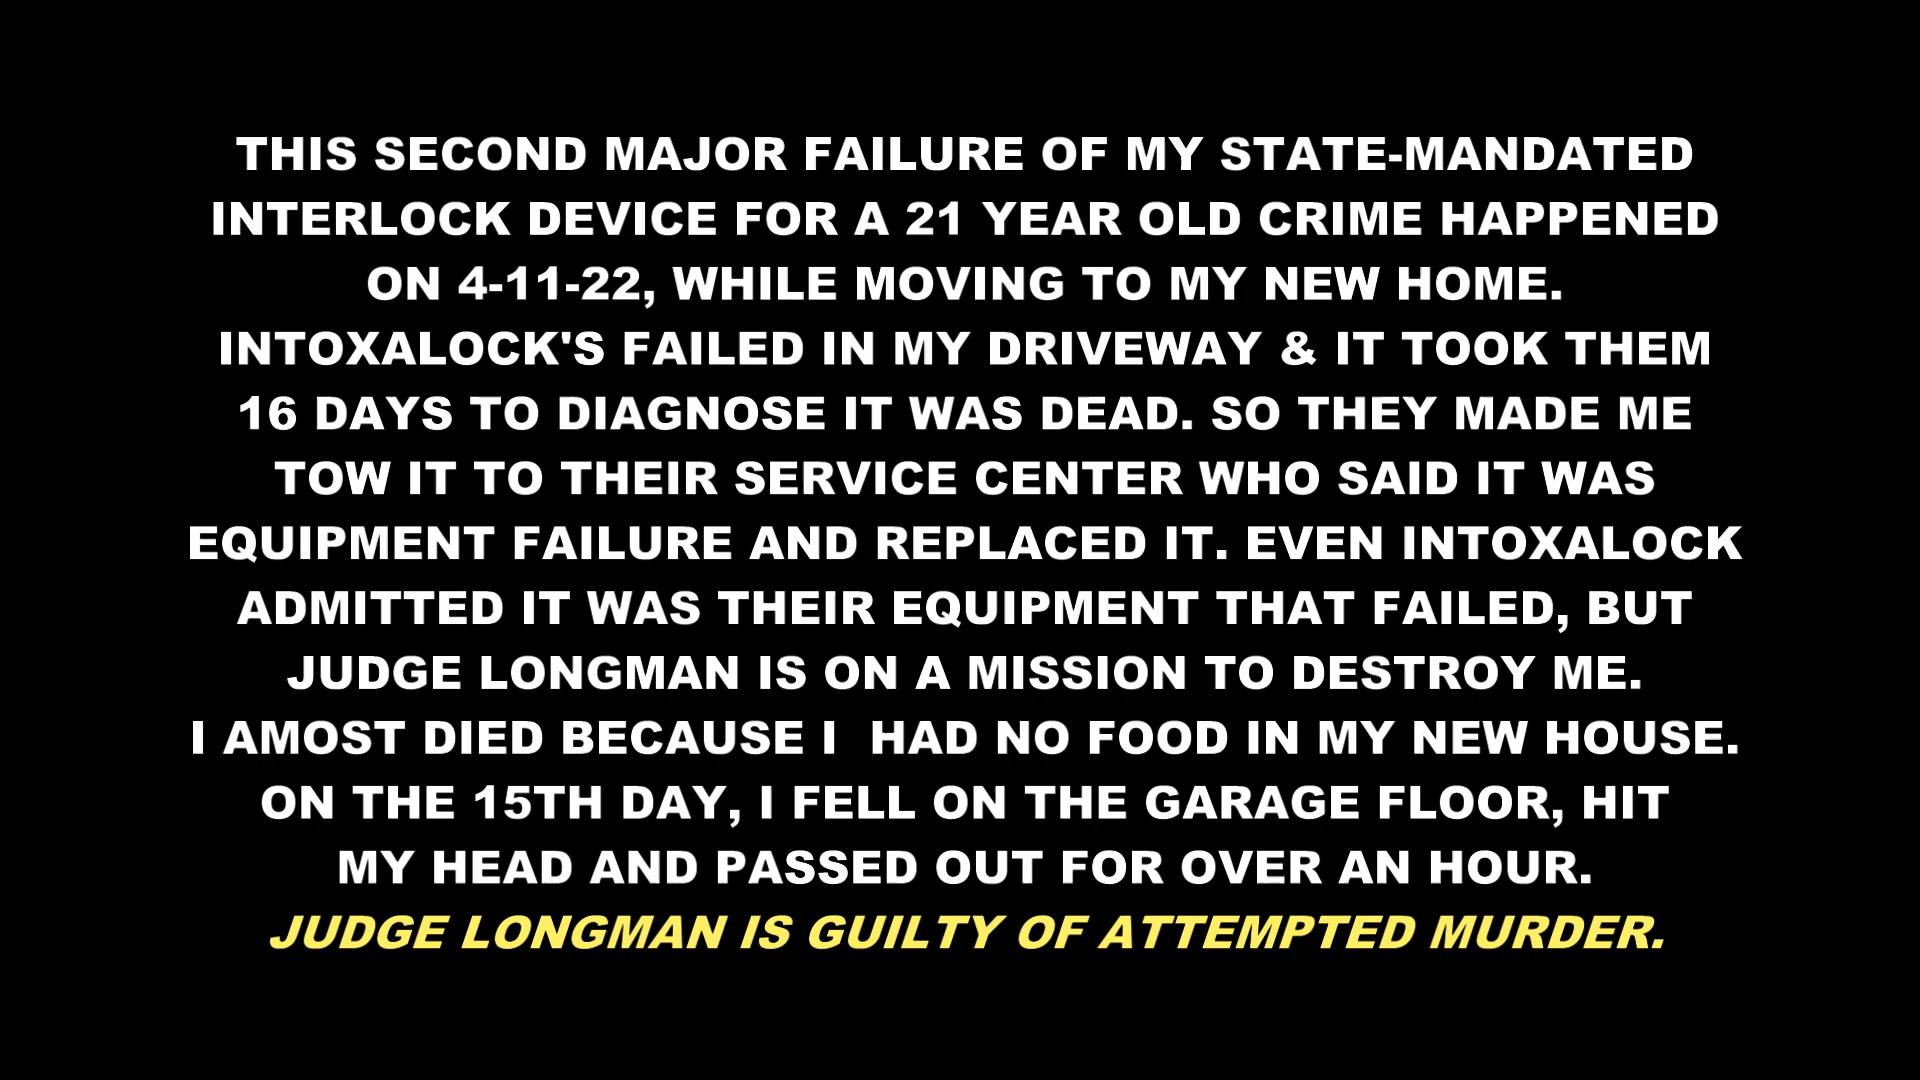 THIS SECOND MAJOR FAILURE OF MY STATE-MANDATED
INTERLOCK DEVICE FOR A 21 YEAR OLD CRIME HAPPENED
ON 4-11-22, WHILE MOVING TO MY NEW HOME.
INTOXALOCK'S FAILED IN MY DRIVEWAY & IT TOOK THEM
16 DAYS TO DIAGNOSE IT WAS DEAD. SO THEY MADE ME
TOW IT TO THEIR SERVICE CENTER WHO SAID IT WAS
EQUIPMENT FAILURE AND REPLACED IT. EVEN INTOXALOCK
ADMITTED IT WAS THEIR EQUIPMENT THAT FAILED, BUT
JUDGE LONGMAN IS ON A MISSION TO DESTROY ME.
I AMOST DIED BECAUSE I  HAD NO FOOD IN MY NEW HOUSE.
ON THE 15TH DAY, I FELL ON THE GARAGE FLOOR, HIT
MY HEAD AND PASSED OUT FOR OVER AN HOUR.
JUDGE LONGMAN IS GUILTY OF ATTEMPTED MURDER.